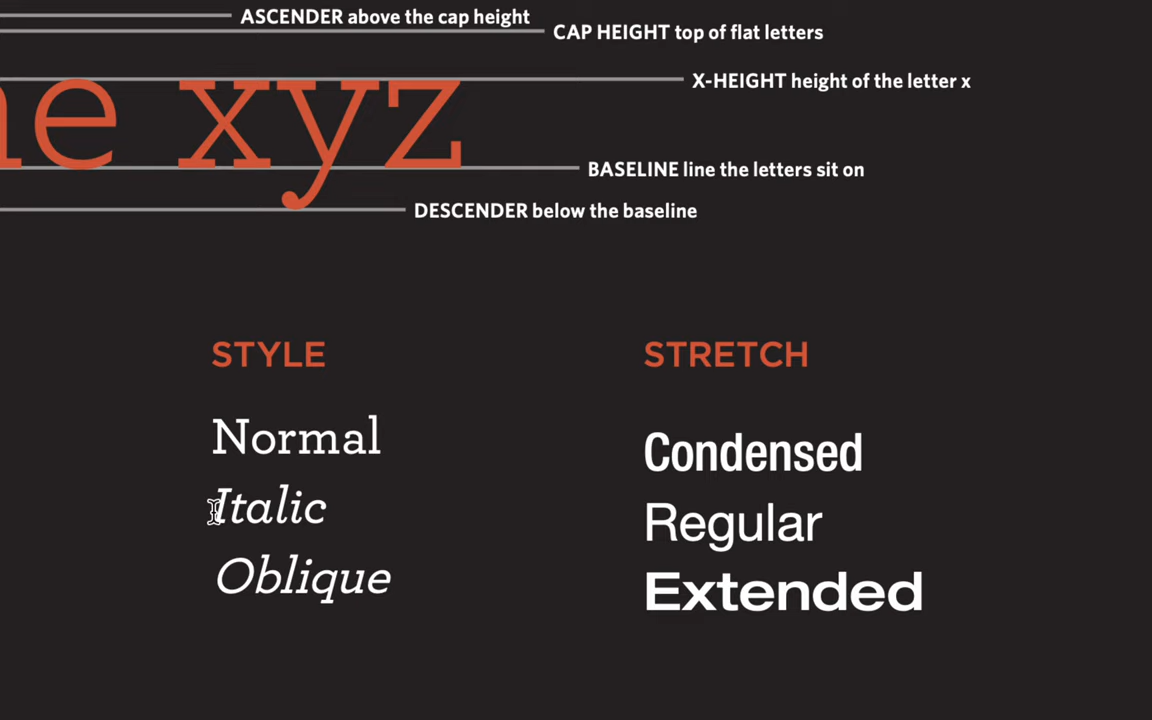 ASCENDER above the cap height
CAP HEIGHT top of flat letters
X-HEIGHT height of the letter x
xyz
BASELINE line the letters sit on
DESCENDER below the baseline
STYLE
Normal
Italic
Oblique
STRETCH
Condensed
Regular
Extended